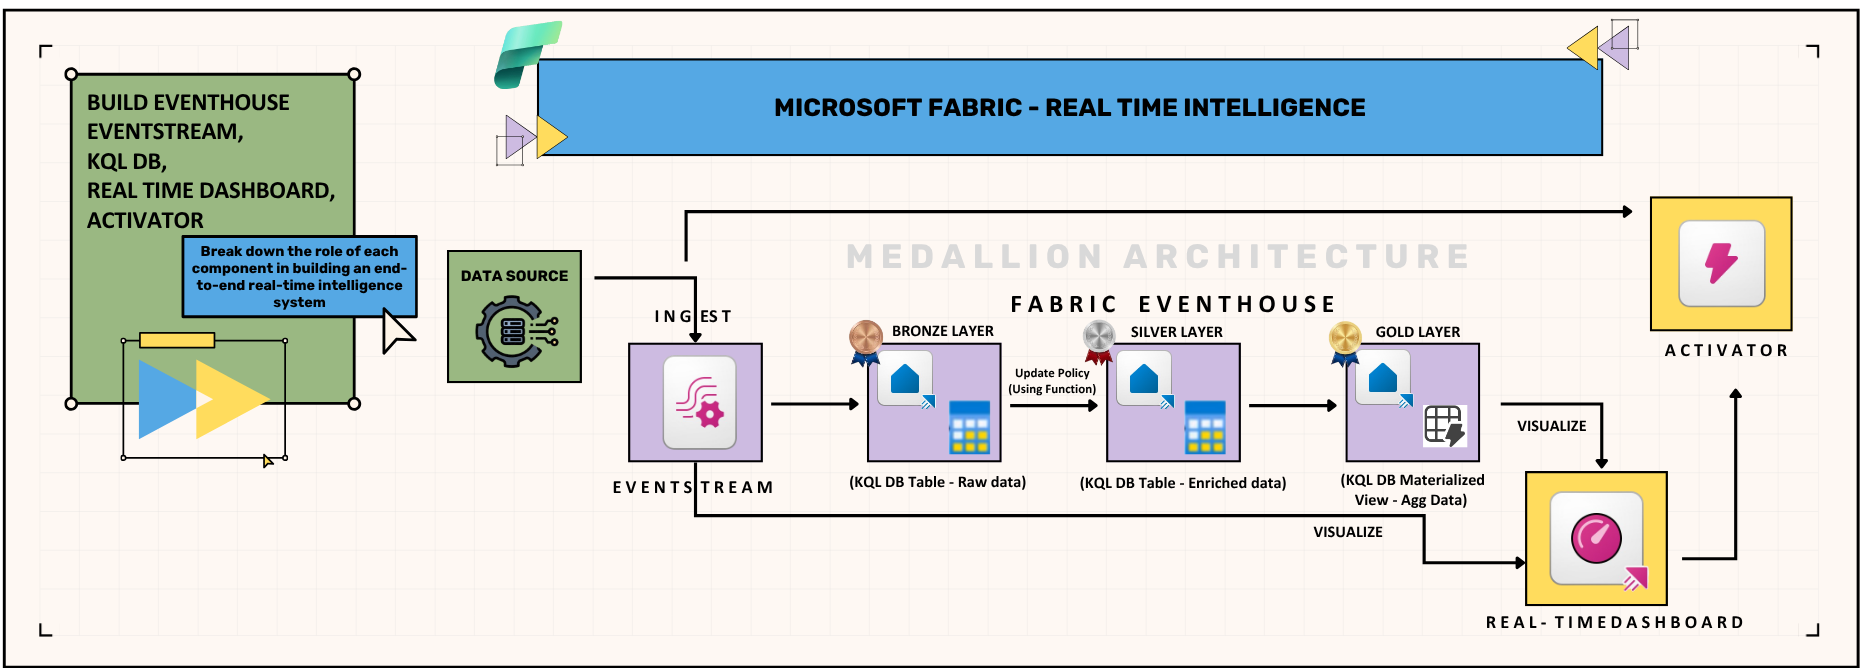 MICROSOFT FABRIC - REAL TIME INTELLIGENCE
BUILD EVENTHOUSE
EVENTSTREAM,
KQL DB,
REAL TIME DASHBOARD,
ACTIVATOR
Break down the role of each
component in building an end-
to-end real-time intelligence
system
DATA SOURCE
INGEST
EVENTSTREAM
MEDALLION ARCHITECTURE
FABRIC EVENTHOUSE
BRONZE LAYER
(KQL DB Table - Raw data)
Update Policy
(Using Function)
SILVER LAYER
(KQL DB Table - Enriched data)
GOLD LAYER
(KQL DB Materialized
View - Agg Data)
VISUALIZE
VISUALIZE
ACTIVATOR
REAL- TIMEDASHBOARD